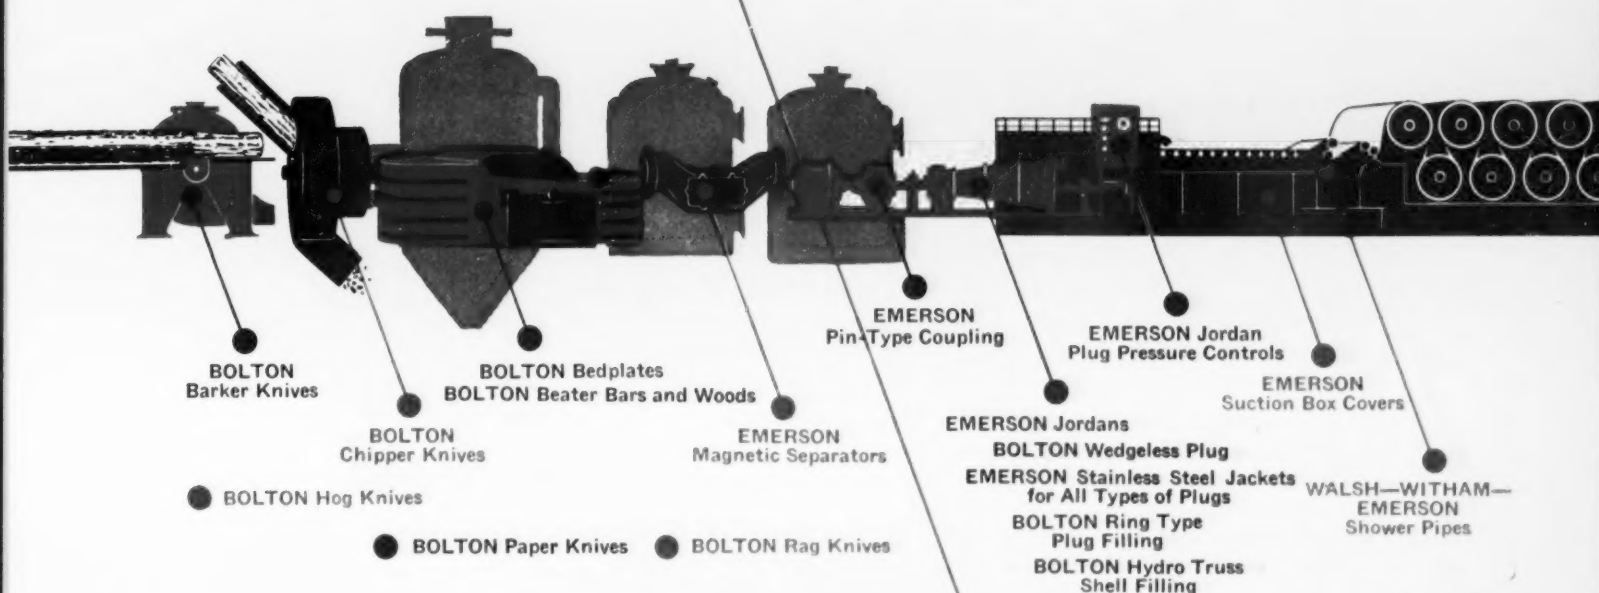 BOLTON
Barker Knives
BOLTON
Chipper Knives
BOLTON Bedplates
BOLTON Beater Bars and Woods
EMERSON
Magnetic Separators
EMERSON
Pin-Type Coupling
EMERSON Jordans
BOLTON Wedgeless Plug
EMERSON Stainless Steel Jackets
for All Types of Plugs
BOLTON Ring Type
Plug Filling
BOLTON Hydro Truss
Shell Filling
EMERSON Jordan
Plug Pressure Controls
EMERSON
Suction Box Covers
WALSH—WITHAM—
EMERSON
Shower Pipes
BOLTON Hog Knives
BOLTON Paper Knives
BOLTON Rag Knives